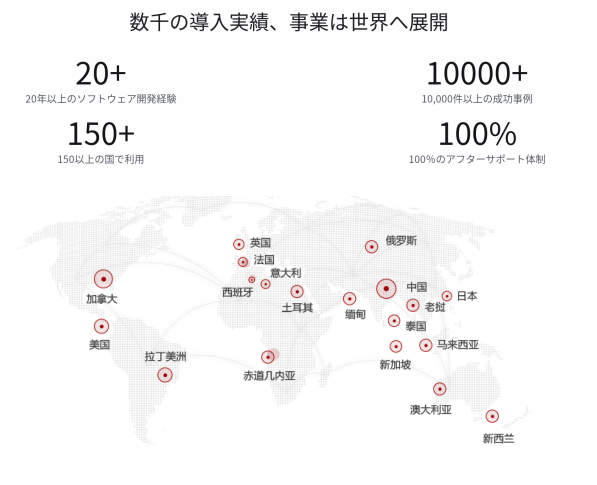 数千の導入実績、事業は世界へ展開
20+
20年以上のソフトウェア開発経験
10000+
10,000件以上の成功事例
150+
150以上の国で利用
100%
100%のアフターサポート体制
英国
俄罗斯
法国
意大利
西班牙
加拿大
中国
日本
土耳其
老挝
缅甸
泰国
美国
马来西亚
拉丁美洲
新加坡
赤道几内亚
澳大利亚
新西兰